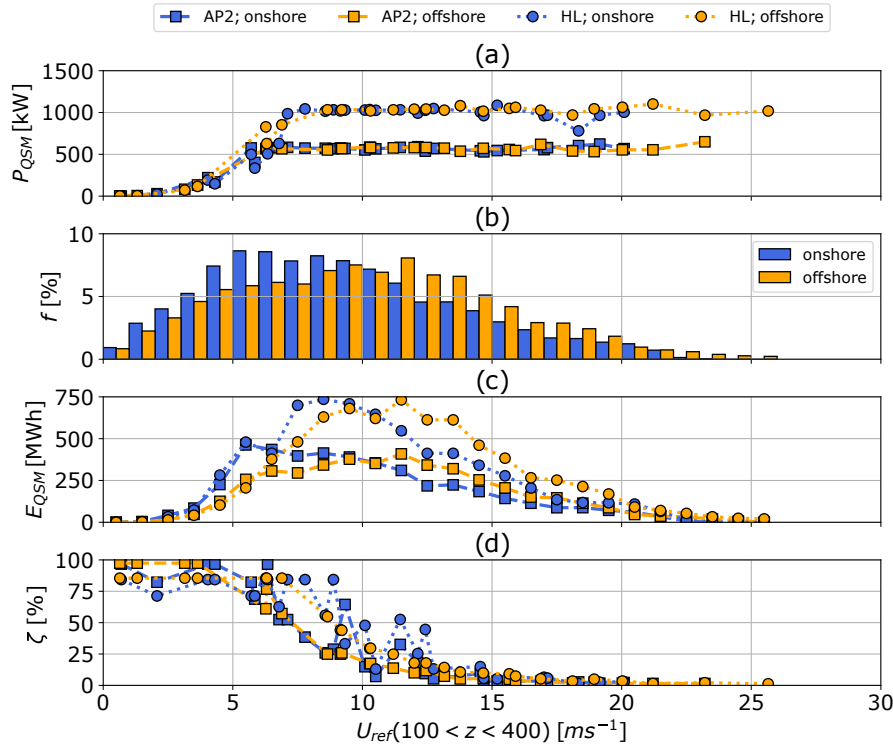 AP2; onshore AP2; offshore HL; onshore HL; offshore
(a)
1500
1000
500
0
P_QSM [kW]
(b)
10
5
0
f [%]
onshore
offshore
(c)
750
500
250
0
E_QSM [MWh]
(d)
100
75
50
25
0
ζ [%]
0 5 10 15 20 25 30
U_ref(100 < z < 400) [ms⁻¹]